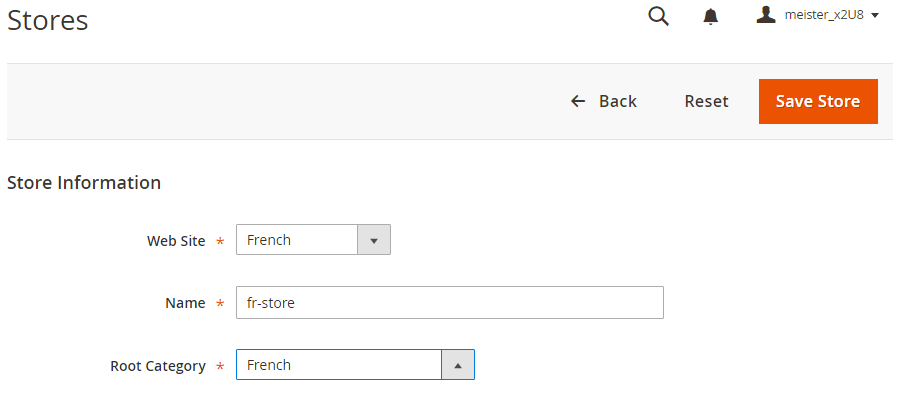 Stores
meister_x2U8
Back Reset Save Store
Store Information
Web Site * French
Name * fr-store
Root Category * French